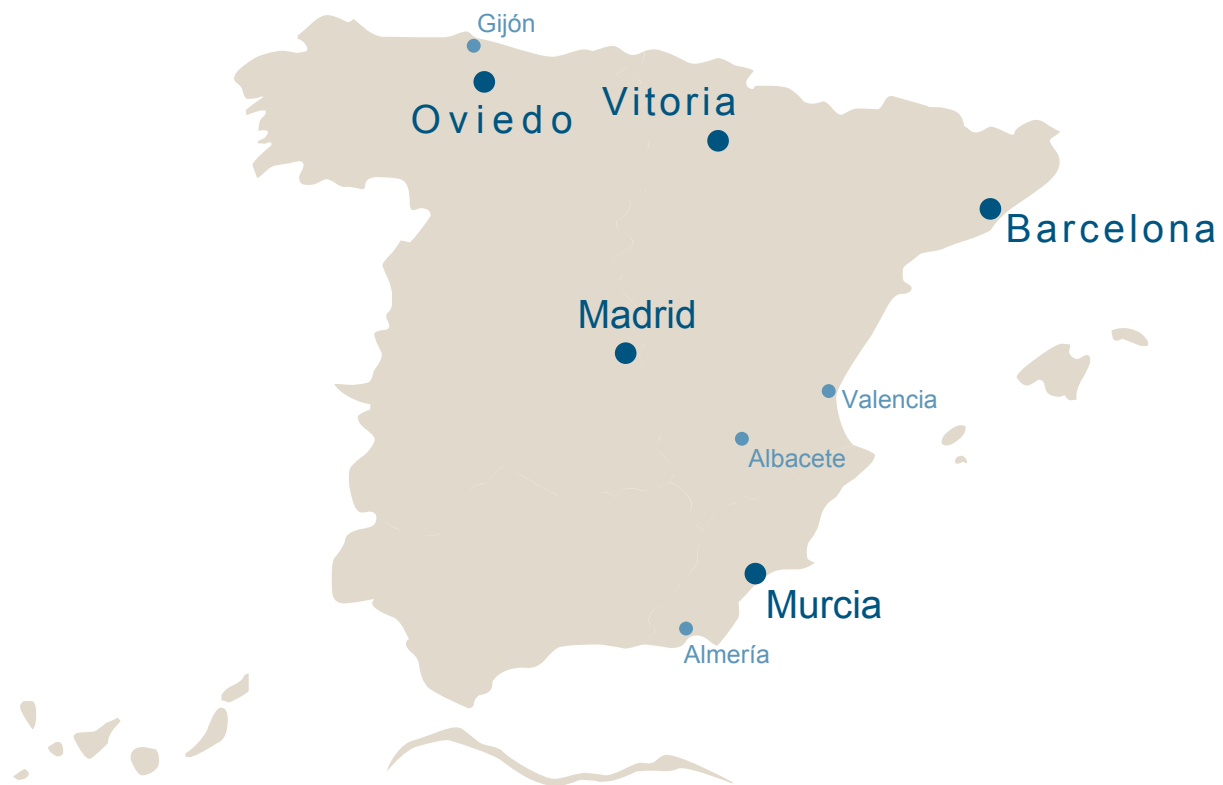 Gijón
Oviedo
Vitoria
Barcelona
Madrid
Valencia
Albacete
Murcia
Almería